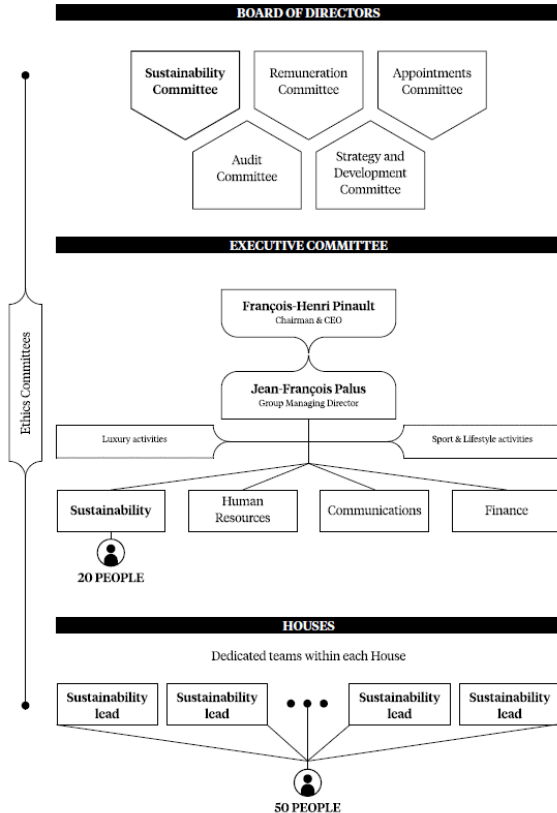 BOARD OF DIRECTORS
Sustainability
Committee
Remuneration
Committee
Appointments
Committee
Audit
Committee
Strategy and
Development
Committee
Ethics Committees
EXECUTIVE COMMITTEE
François-Henri Pinault
Chairman & CEO
Jean-François Palus
Group Managing Director
Luxury activities
Sport & Lifestyle activities
Sustainability
Human
Resources
Communications
Finance
20 PEOPLE
HOUSES
Dedicated teams within each House
Sustainability
lead
Sustainability
lead
Sustainability
lead
Sustainability
lead
50 PEOPLE